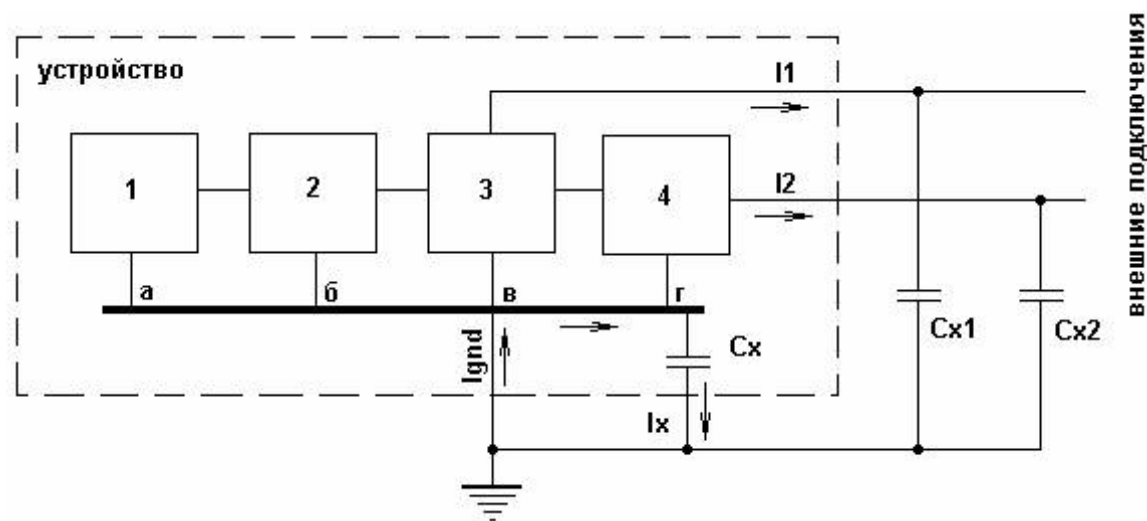 устройство
I1
I2
1
2
3
4
а
б
в
г
Ignd
Cx
Ix
Cx1
Cx2
внешние подключения